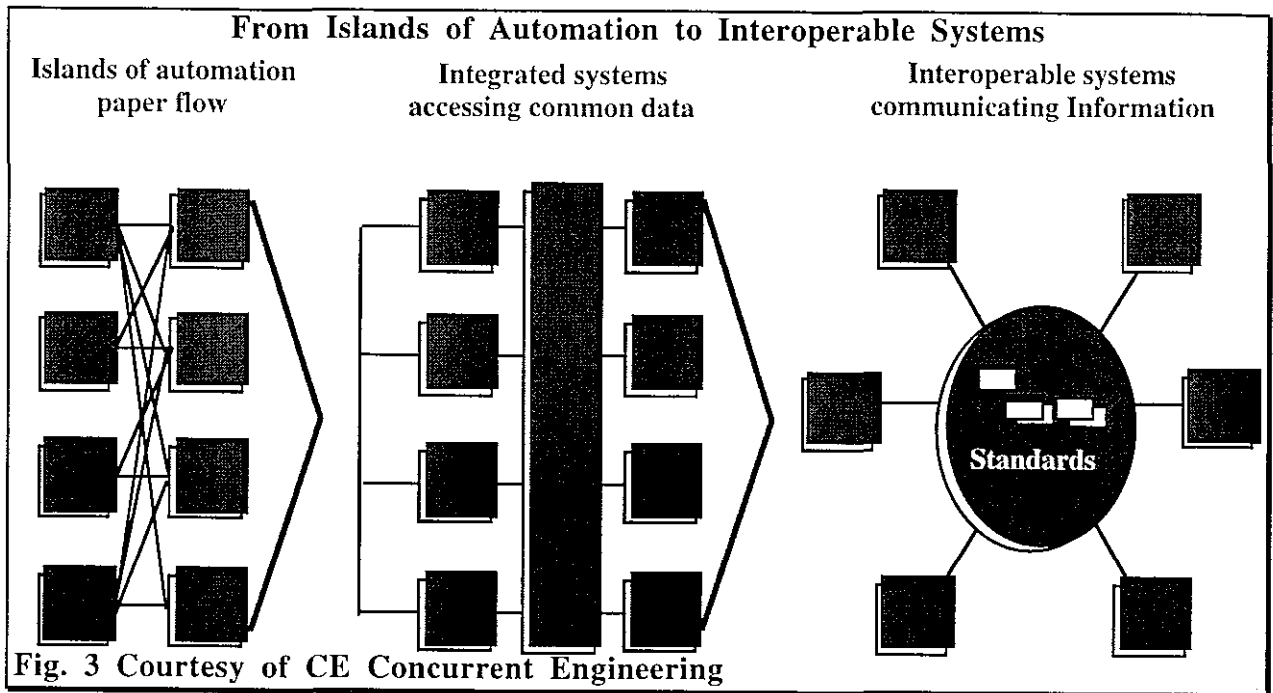 From Islands of Automation to Interoperable Systems
Islands of automation
paper flow
Integrated systems
accessing common data
Interoperable systems
communicating Information
Standards
Fig. 3 Courtesy of CE Concurrent Engineering